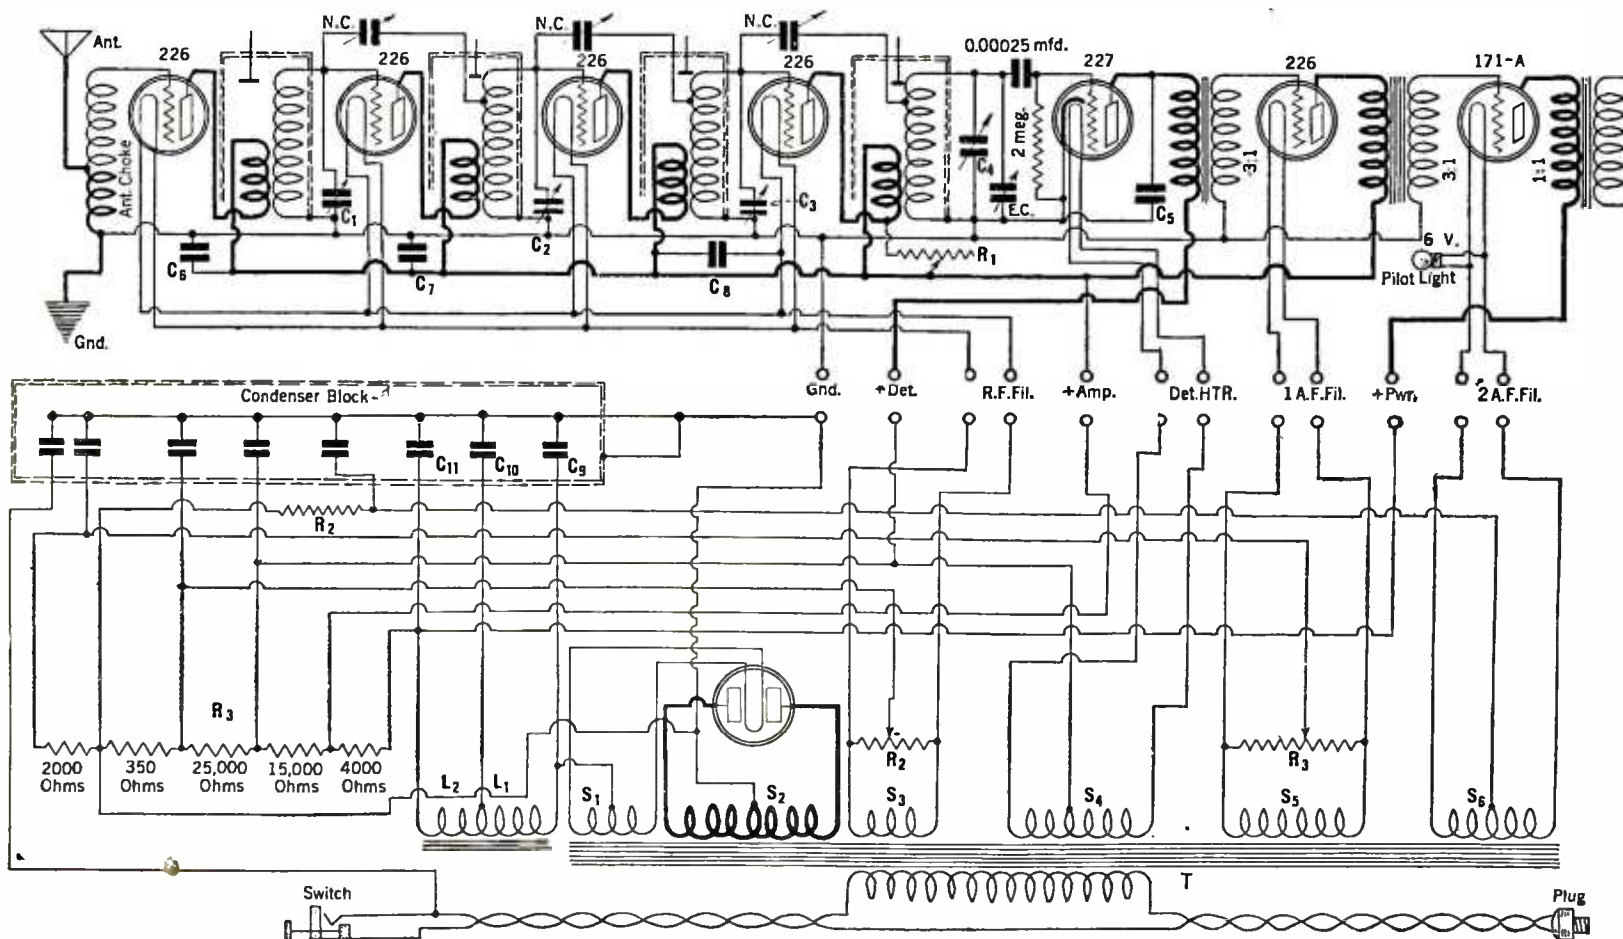 Ant.
226
N.C.
226
N.C.
226
N.C.
226
0.00025 mfd.
227
226
171-A
Ant. Choke
2 meg.
3:1
3:1
1:1
C1
C2
C3
C4
E.C.
C5
C6
C7
C8
R1
6 V.
Pilot Light
Gnd.
Gnd.
+Det.
R.F.Fil.
+Amp.
Det.HTR.
1 A.F.Fil.
+Pwr.
2 A.F.Fil.
Condenser Block
C11
C10
C9
R2
R3
2000
Ohms
350
Ohms
25,000
Ohms
15,000
Ohms
4000
Ohms
L2
L1
S1
S2
R2
S3
S4
R3
S5
S6
T
Switch
Plug